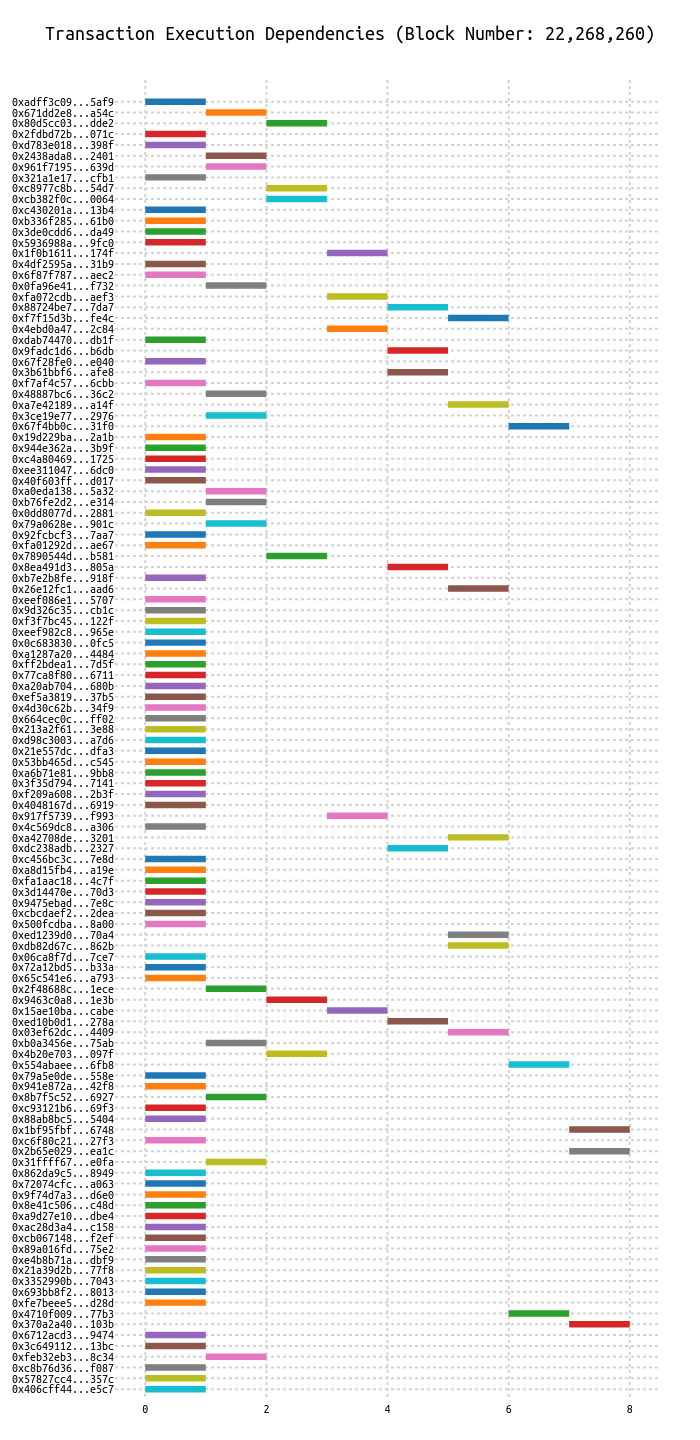 Transaction Execution Dependencies (Block Number: 22,268,260)
0xadff3c09...5af9
0x671dd2e8...a54c
0x80d5cc03...dde2
0x2fdbd72b...071c
0xd783e018...398f
0x2438ada8...2401
0x961f7195...639d
0x321a1e17...cfb1
0xc8977c8b...54d7
0xcb382f0c...0064
0xc430201a...13b4
0xb336f285...61b0
0x3de0cdd6...da49
0x5936988a...9fc0
0x1f0b1611...174f
0x4df2595a...31b9
0x6f87f787...aec2
0x0fa96e41...f732
0xfa072cdb...aef3
0x88724be7...7da7
0xf7f15d3b...fe4c
0x4ebd0a47...2c84
0xdab74470...db1f
0x9fadc1d6...b6db
0x67f28fe0...e040
0x3b61bbf6...afe8
0xf7af4c57...6cbb
0x48887bc6...36c2
0xa7e42189...a14f
0x3ce19e77...2976
0x67f4bb0c...31f0
0x19d229ba...2a1b
0x944e362a...3b9f
0xc4a80469...1725
0xee311047...6dc0
0x40f603ff...d017
0xa0eda138...5a32
0xb76fe2d2...e314
0x0dd8077d...2881
0x79a0628e...901c
0x92fcbcf3...7aa7
0xfa01292d...ae67
0x7890544d...b581
0x8ea491d3...805a
0xb7e2b8fe...918f
0x26e12fc1...aad6
0xeef086e1...5707
0x9d326c35...cb1c
0xf3f7bc45...122f
0xeef982c8...965e
0x0c683830...0fc5
0xa1287a20...4484
0xff2bdea1...7d5f
0x77ca8f80...6711
0xa20ab704...680b
0xef5a3819...37b5
0x4d30c62b...34f9
0x664cec0c...ff02
0x213a2f61...3e88
0xd98c3003...a7d6
0x21e557dc...dfa3
0x53bb465d...c545
0xa6b71e81...9bb8
0x3f35d794...7141
0xf209a608...2b3f
0x4048167d...6919
0x917f5739...f993
0x4c569dc8...a306
0xa42708de...3201
0xdc238adb...2327
0xc456bc3c...7e8d
0xa8d15fb4...a19e
0xfa1aac18...4c7f
0x3d14470e...70d3
0x9475ebad...7e8c
0xcbcdaef2...2dea
0x500fcdba...8a00
0xed1239d0...70a4
0xdb82d67c...862b
0x06ca8f7d...7ce7
0x72a12bd5...b33a
0x65c541e6...a793
0x2f48688c...1ece
0x9463c0a8...1e3b
0x15ae10ba...cabe
0xed10b0d1...278a
0x03ef62dc...4409
0xb0a3456e...75ab
0x4b20e703...097f
0x554abaee...6fb8
0x79a5e0de...558e
0x941e872a...42f8
0x8b7f5c52...6927
0xc93121b6...69f3
0x88ab8bc5...5404
0x1bf95fbf...6748
0xc6f80c21...27f3
0x2b65e029...ea1c
0x31ffff67...e0fa
0x862da9c5...8949
0x72074cfc...a063
0x9f74d7a3...d6e0
0x8e41c506...c48d
0xa9d27e10...dbe4
0xac28d3a4...c158
0xcb067148...f2ef
0x89a016fd...75e2
0xe4b8b71a...dbf9
0x21a39d2b...77f8
0x3352990b...7043
0x693bb8f2...8013
0xfe7beee5...d28d
0x4710f009...77b3
0x370a2a40...103b
0x6712acd3...9474
0x3c649112...13bc
0xfeb32eb3...8c34
0xc8b76d36...f087
0x57827cc4...357c
0x406cff44...e5c7
0 2 4 6 8